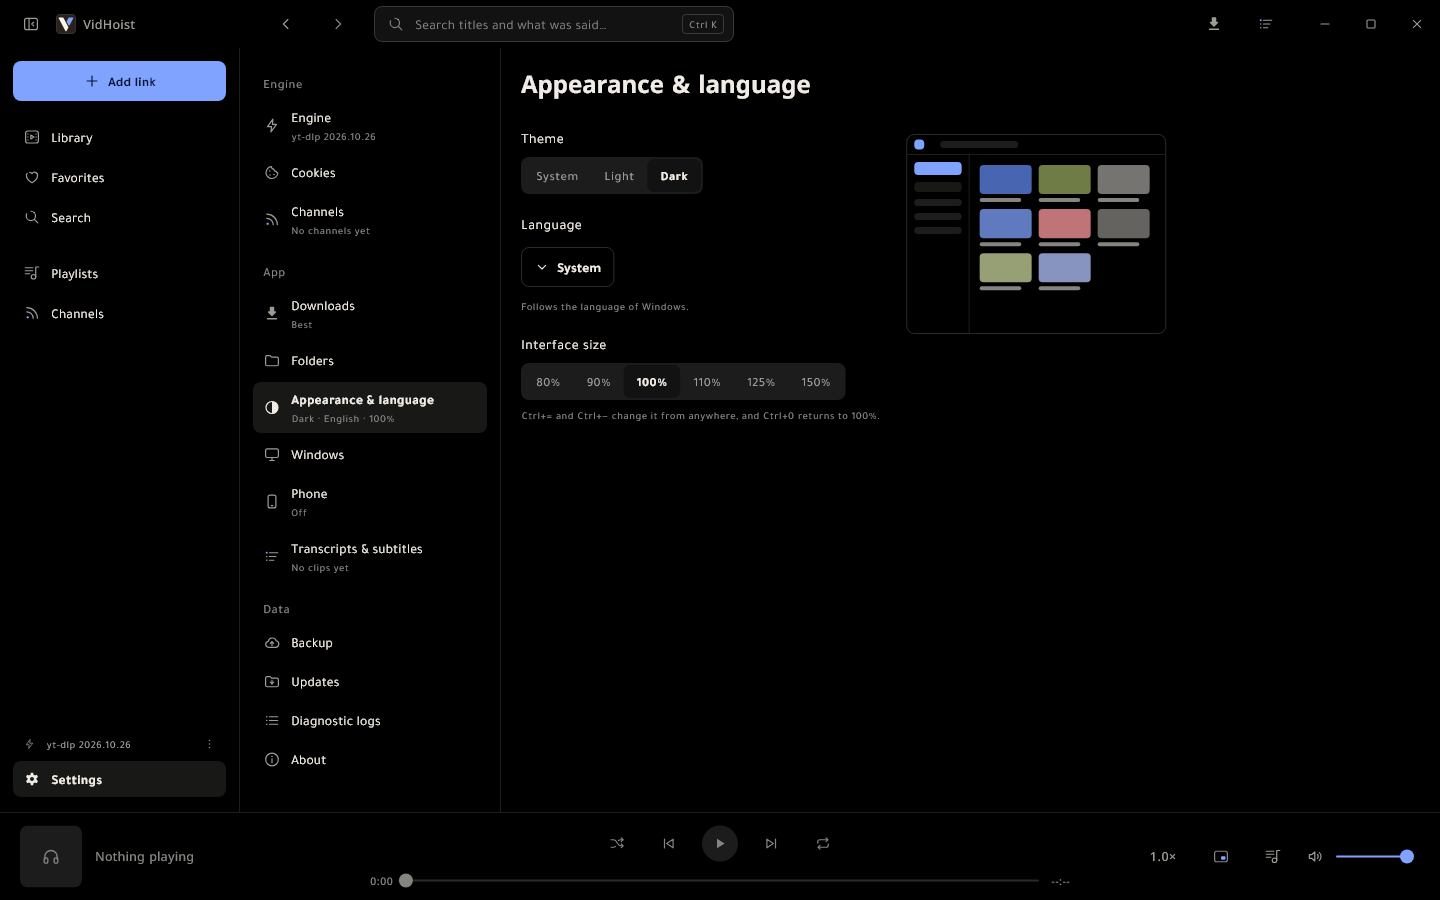 VidHoist
Search titles and what was said...
Ctrl K
Add link
Library
Favorites
Search
Playlists
Channels
yt-dlp 2026.10.26
Settings
Engine
Engine
yt-dlp 2026.10.26
Cookies
Channels
No channels yet
App
Downloads
Best
Folders
Appearance & language
Dark · English · 100%
Windows
Phone
Off
Transcripts & subtitles
No clips yet
Data
Backup
Updates
Diagnostic logs
About
Appearance & language
Theme
System Light Dark
Language
System
Follows the language of Windows.
Interface size
80% 90% 100% 110% 125% 150%
Ctrl+= and Ctrl+− change it from anywhere, and Ctrl+0 returns to 100%.
Nothing playing
0:00
--:--
1.0×